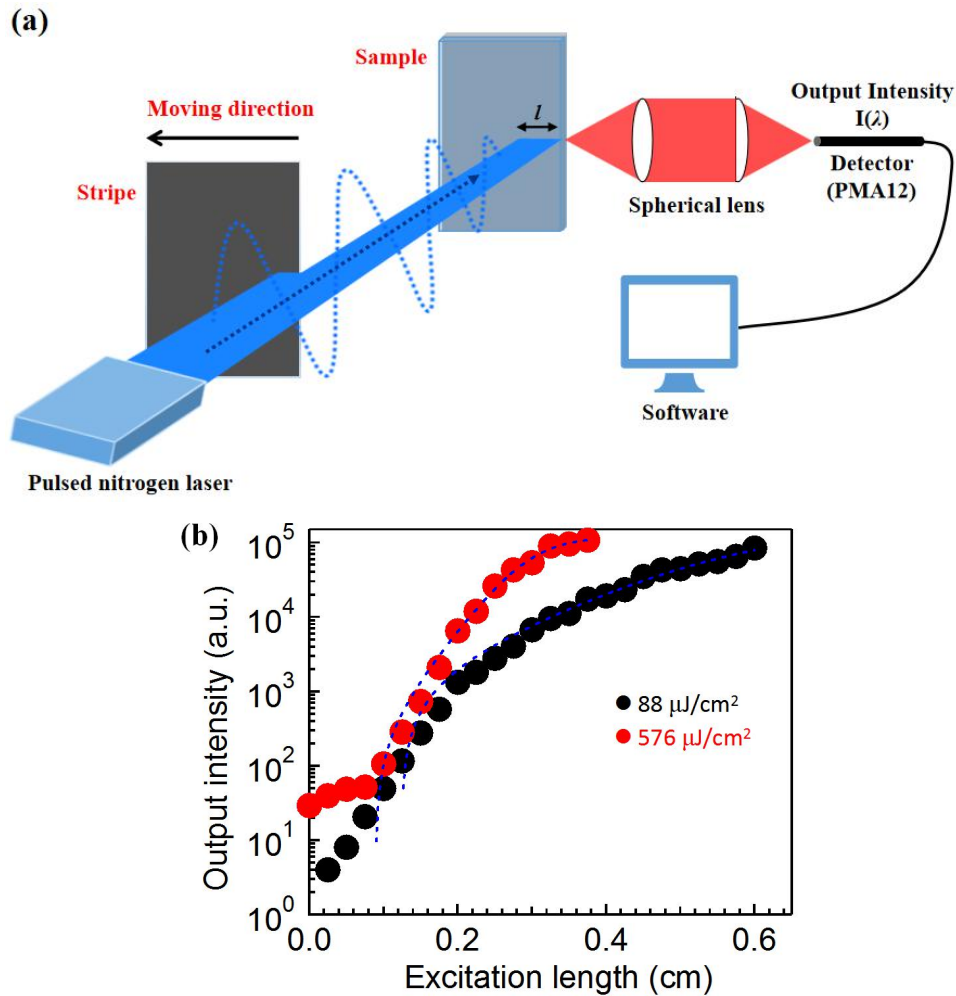 (a)
Sample
Moving direction
l
Output Intensity
I(λ)
Stripe
Detector
(PMA12)
Spherical lens
Software
Pulsed nitrogen laser
(b)
10⁵
10⁴
10³
10²
10¹
10⁰
Output intensity (a.u.)
88 μJ/cm²
576 μJ/cm²
0.0 0.2 0.4 0.6
Excitation length (cm)